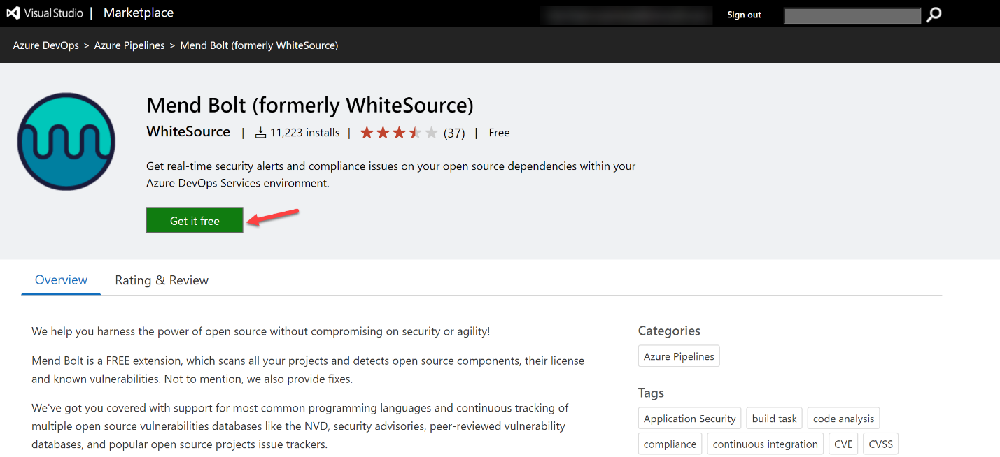 Visual Studio | Marketplace
Sign out
Azure DevOps > Azure Pipelines > Mend Bolt (formerly WhiteSource)
Mend Bolt (formerly WhiteSource)
WhiteSource | 11,223 installs | (37) | Free
Get real-time security alerts and compliance issues on your open source dependencies within your
Azure DevOps Services environment.
Get it free
Overview
Rating & Review
We help you harness the power of open source without compromising on security or agility!
Mend Bolt is a FREE extension, which scans all your projects and detects open source components, their license
and known vulnerabilities. Not to mention, we also provide fixes.
We've got you covered with support for most common programming languages and continuous tracking of
multiple open source vulnerabilities databases like the NVD, security advisories, peer-reviewed vulnerability
databases, and popular open source projects issue trackers.
Categories
Azure Pipelines
Tags
Application Security
build task
code analysis
compliance
continuous integration
CVE
CVSS